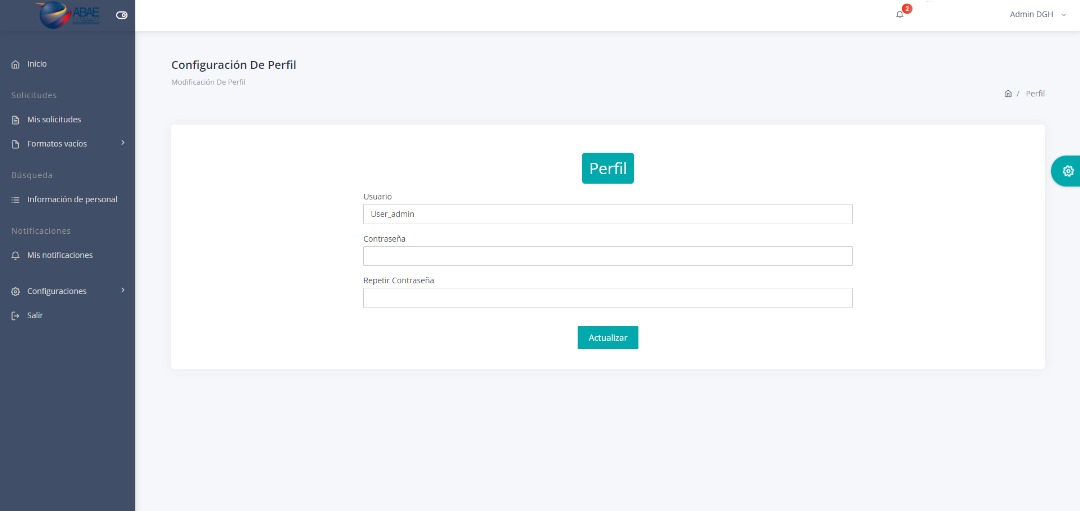 ABAE
2
Admin DGH
Inicio
Solicitudes
Mis solicitudes
Formatos vacíos
Búsqueda
Información de personal
Notificaciones
Mis notificaciones
Configuraciones
Salir
Configuración De Perfil
Modificación De Perfil
/ Perfil
Perfil
Usuario
User_admin
Contraseña
Repetir Contraseña
Actualizar